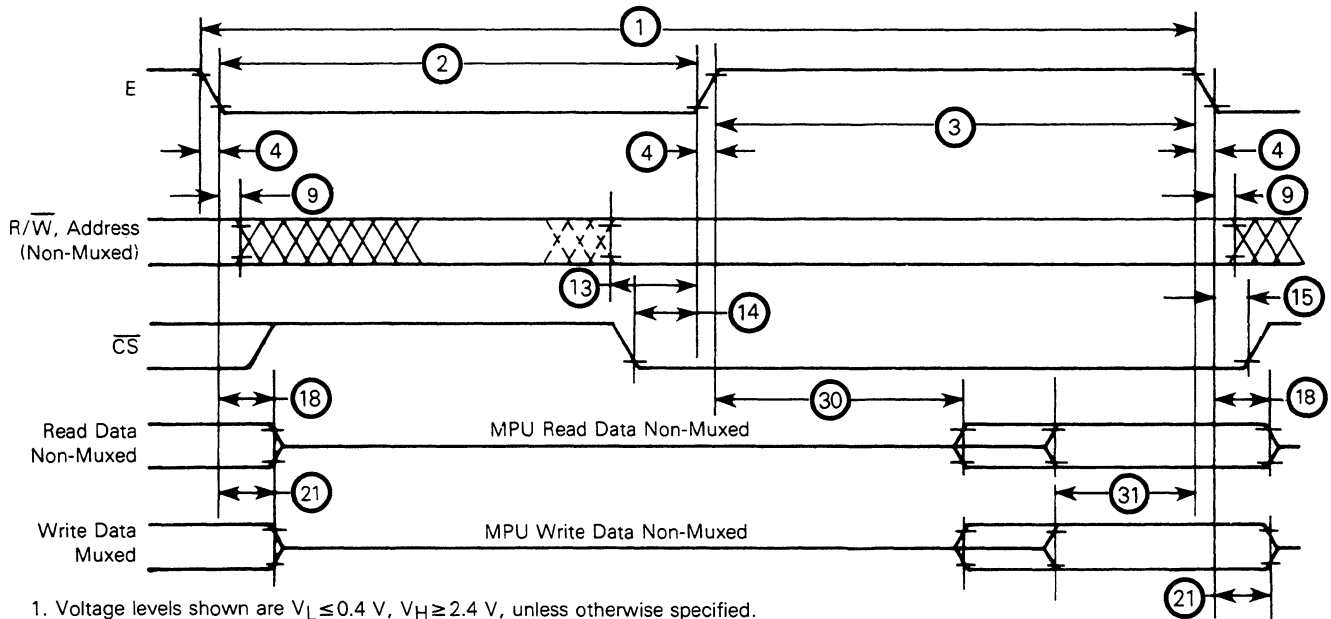 1
2
E
3
4
4
4
9
9
R/W̅, Address
(Non-Muxed)
13
14
15
C̅S̅
18
30
18
Read Data
Non-Muxed
MPU Read Data Non-Muxed
21
31
Write Data
Muxed
MPU Write Data Non-Muxed
21
1. Voltage levels shown are V_L ≤ 0.4 V, V_H ≥ 2.4 V, unless otherwise specified.